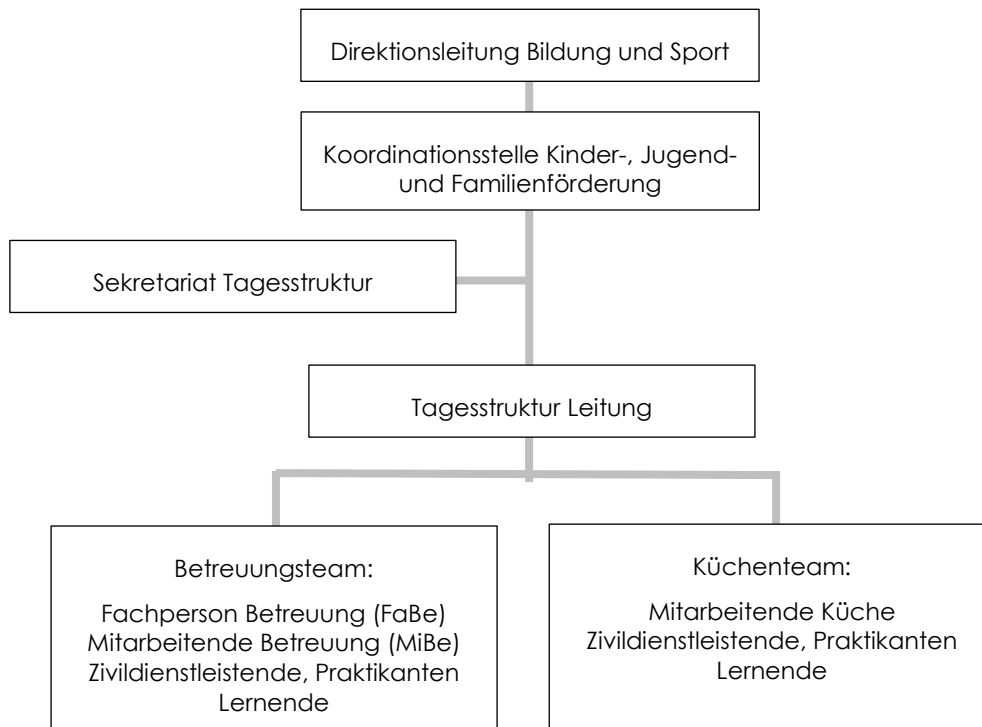 Direktionsleitung Bildung und Sport
Koordinationsstelle Kinder-, Jugend-
und Familienförderung
Sekretariat Tagesstruktur
Tagesstruktur Leitung
Betreuungsteam:
Fachperson Betreuung (FaBe)
Mitarbeitende Betreuung (MiBe)
Zivildienstleistende, Praktikanten
Lernende
Küchenteam:
Mitarbeitende Küche
Zivildienstleistende, Praktikanten
Lernende